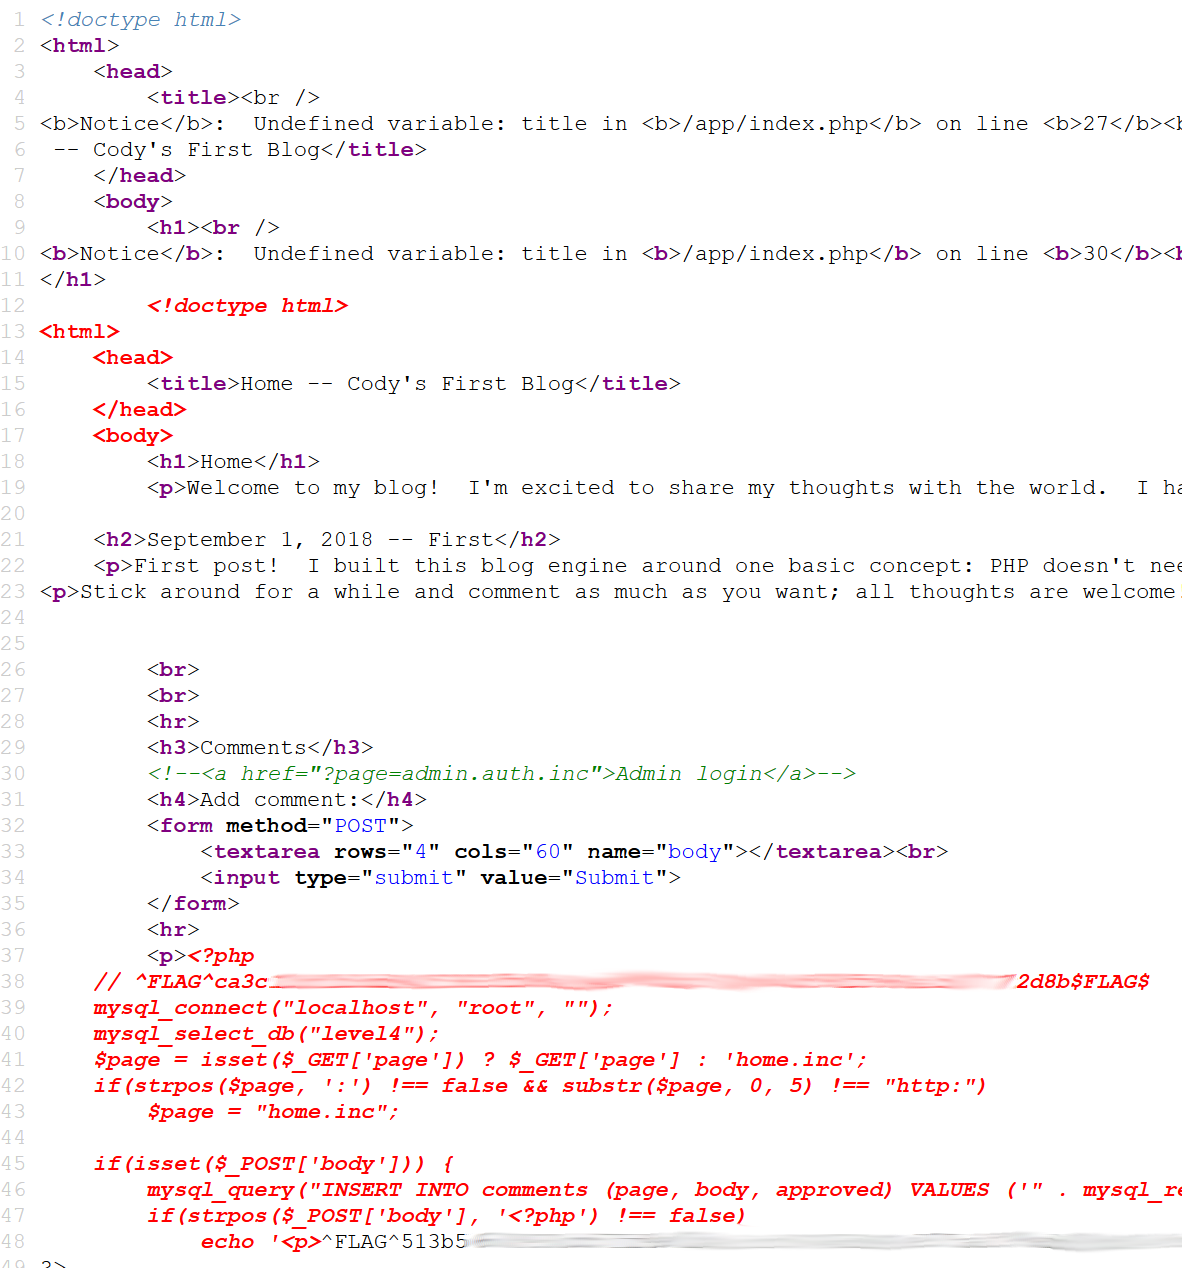 1 <!doctype html>
2 <html>
3 <head>
4 <title><br />
5 <b>Notice</b>:  Undefined variable: title in <b>/app/index.php</b> on line <b>27</b><b
6 -- Cody's First Blog</title>
7 </head>
8 <body>
9 <h1><br />
10 <b>Notice</b>:  Undefined variable: title in <b>/app/index.php</b> on line <b>30</b><b
11 </h1>
12 <!doctype html>
13 <html>
14 <head>
15 <title>Home -- Cody's First Blog</title>
16 </head>
17 <body>
18 <h1>Home</h1>
19 <p>Welcome to my blog!  I'm excited to share my thoughts with the world.  I ha
20
21 <h2>September 1, 2018 -- First</h2>
22 <p>First post!  I built this blog engine around one basic concept: PHP doesn't nee
23 <p>Stick around for a while and comment as much as you want; all thoughts are welcome
24
25
26 <br>
27 <br>
28 <hr>
29 <h3>Comments</h3>
30 <!--<a href="?page=admin.auth.inc">Admin login</a>-->
31 <h4>Add comment:</h4>
32 <form method="POST">
33 <textarea rows="4" cols="60" name="body"></textarea><br>
34 <input type="submit" value="Submit">
35 </form>
36 <hr>
37 <p><?php
38 // ^FLAG^ca3c 2d8b$FLAG$
39 mysql_connect("localhost", "root", "");
40 mysql_select_db("level4");
41 $page = isset($_GET['page']) ? $_GET['page'] : 'home.inc';
42 if(strpos($page, ':') !== false && substr($page, 0, 5) !== "http:")
43 $page = "home.inc";
44
45 if(isset($_POST['body'])) {
46 mysql_query("INSERT INTO comments (page, body, approved) VALUES ('" . mysql_re
47 if(strpos($_POST['body'], '<?php') !== false)
48 echo '<p>^FLAG^513b5
49 ?>